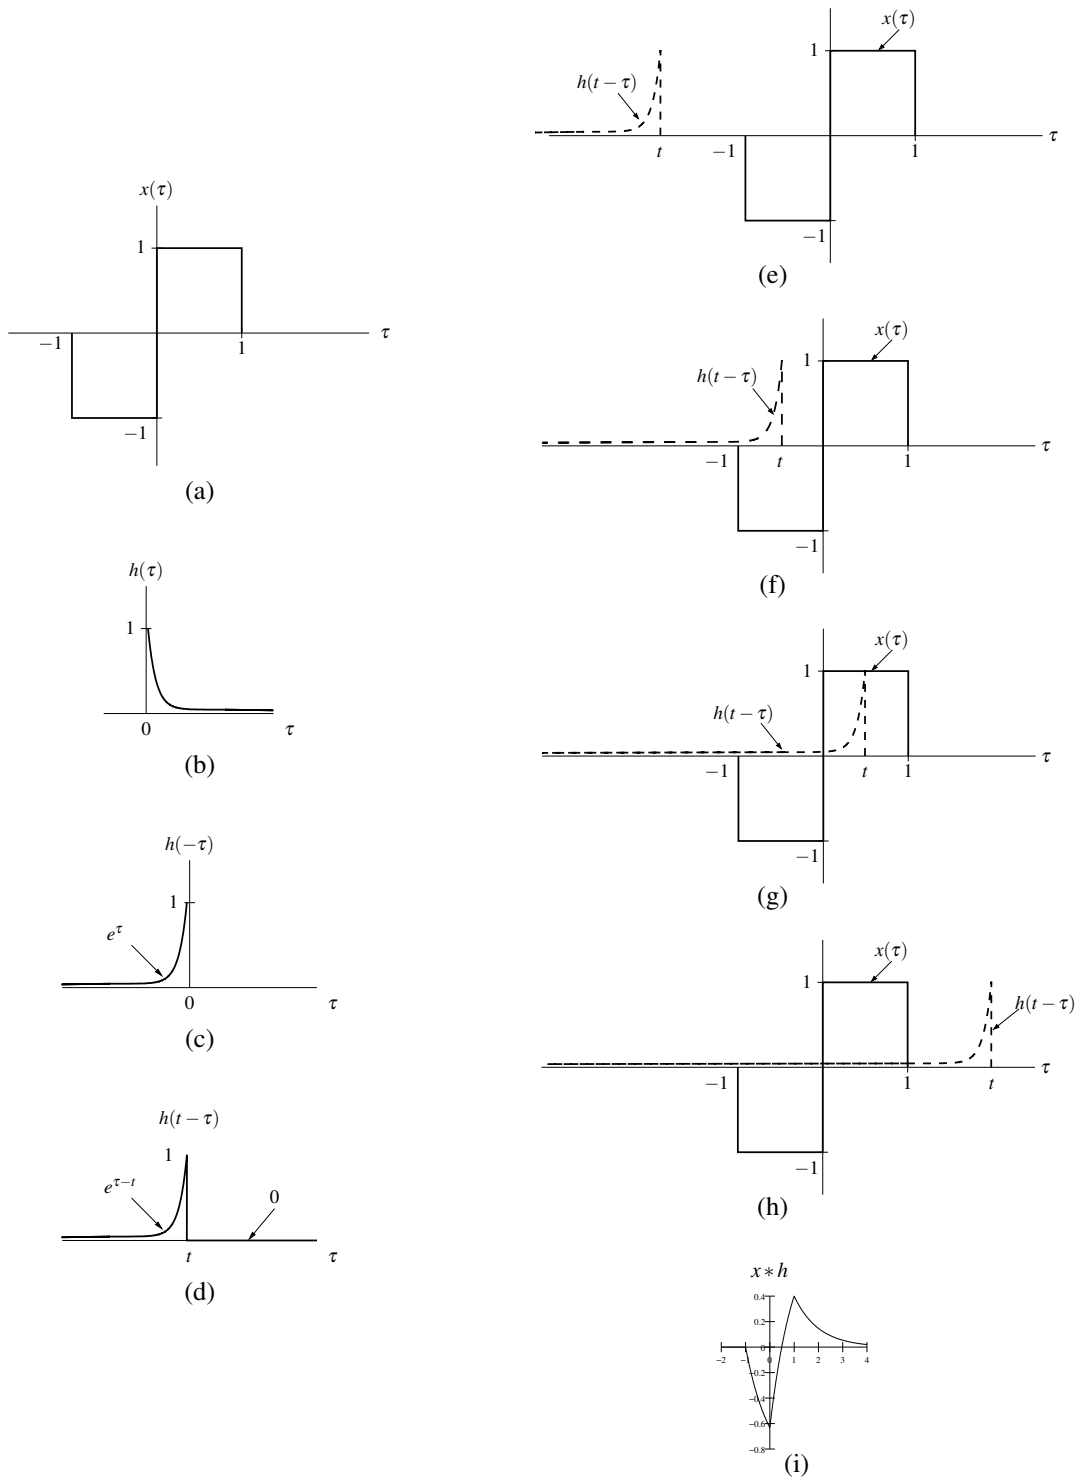 x(τ)
1
−1
τ
1
−1
(a)
h(τ)
1
0
τ
(b)
h(−τ)
1
e^τ
0
τ
(c)
h(t−τ)
1
e^{τ−t}
0
t
τ
(d)
x(τ)
1
h(t−τ)
t
−1
1
τ
−1
(e)
x(τ)
1
h(t−τ)
−1
t
1
τ
−1
(f)
x(τ)
1
h(t−τ)
−1
t
1
τ
−1
(g)
x(τ)
1
h(t−τ)
−1
1
t
τ
−1
(h)
x∗h
0.4
0.2
0
−2 −1 0 1 2 3 4
−0.2
−0.4
−0.6
−0.8
(i)